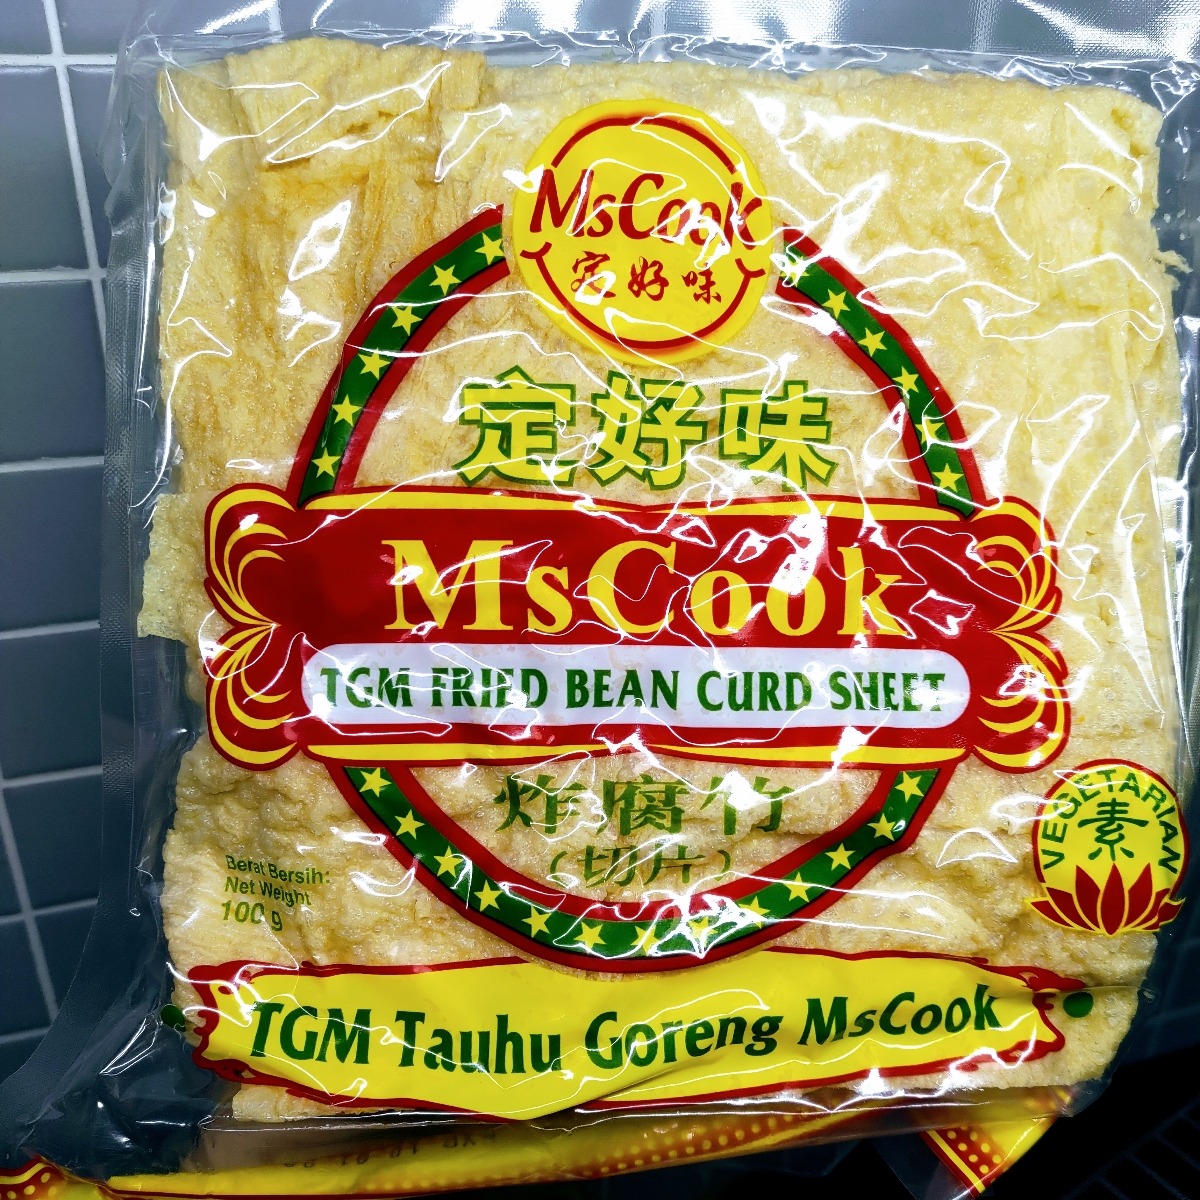 MsCook
定好味
定好味
MsCook
TGM FRIED BEAN CURD SHEET
炸腐竹
(切片)
VEGETARIAN
素
Berat Bersih:
Net Weight
100 g
TGM Tauhu Goreng MsCook